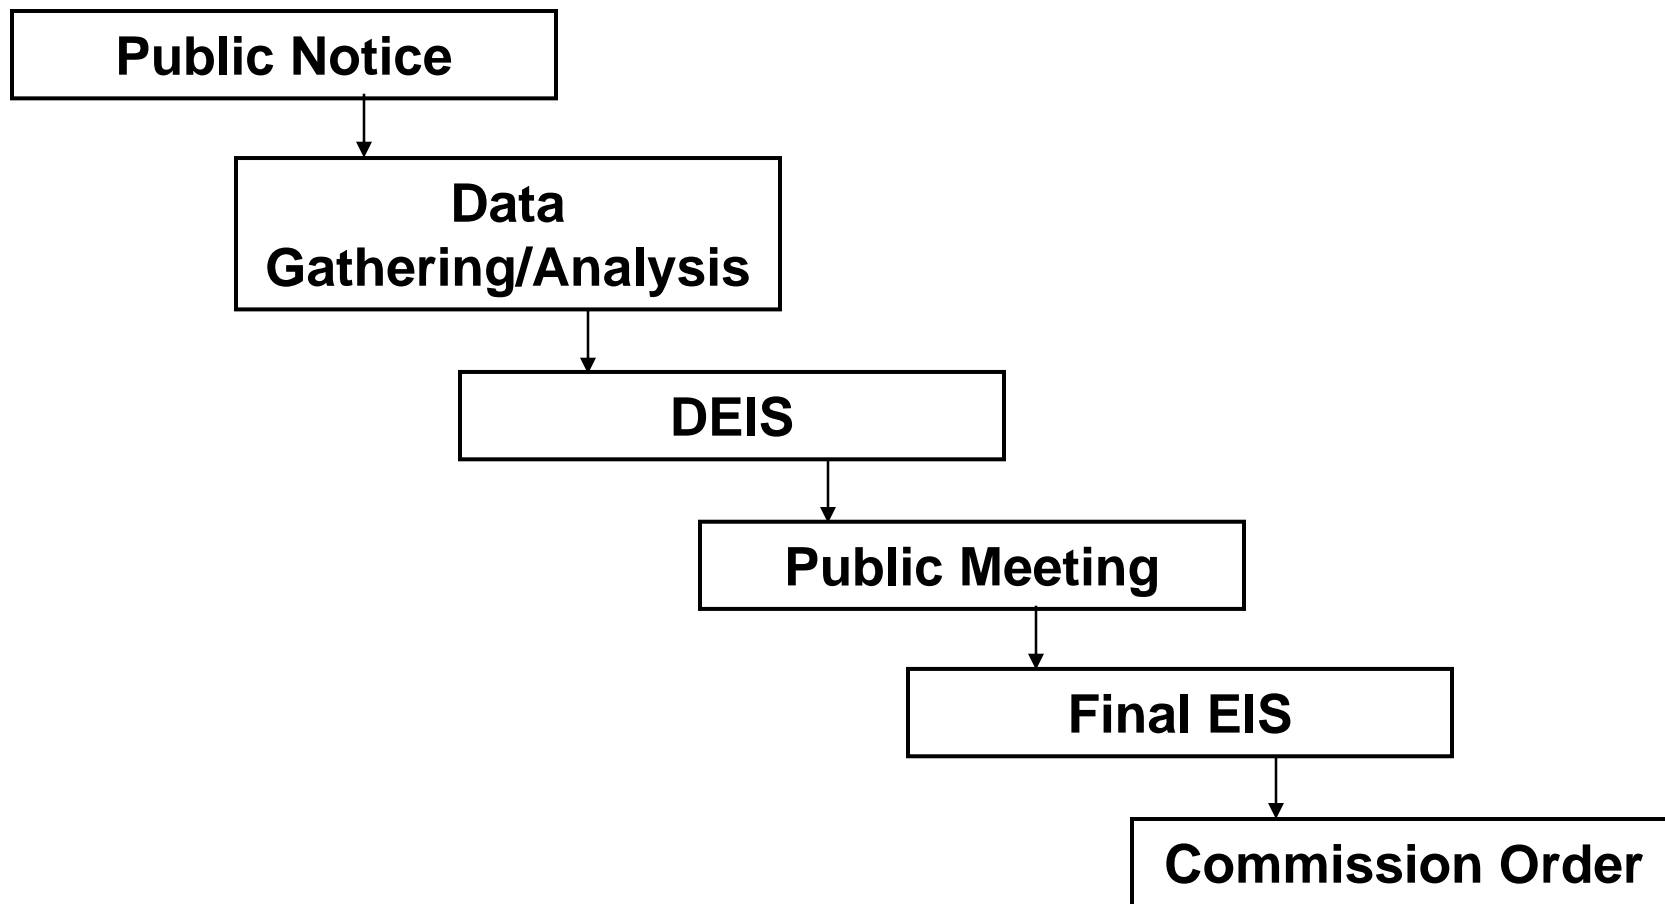 Public Notice
Data
Gathering/Analysis
DEIS
Public Meeting
Final EIS
Commission Order